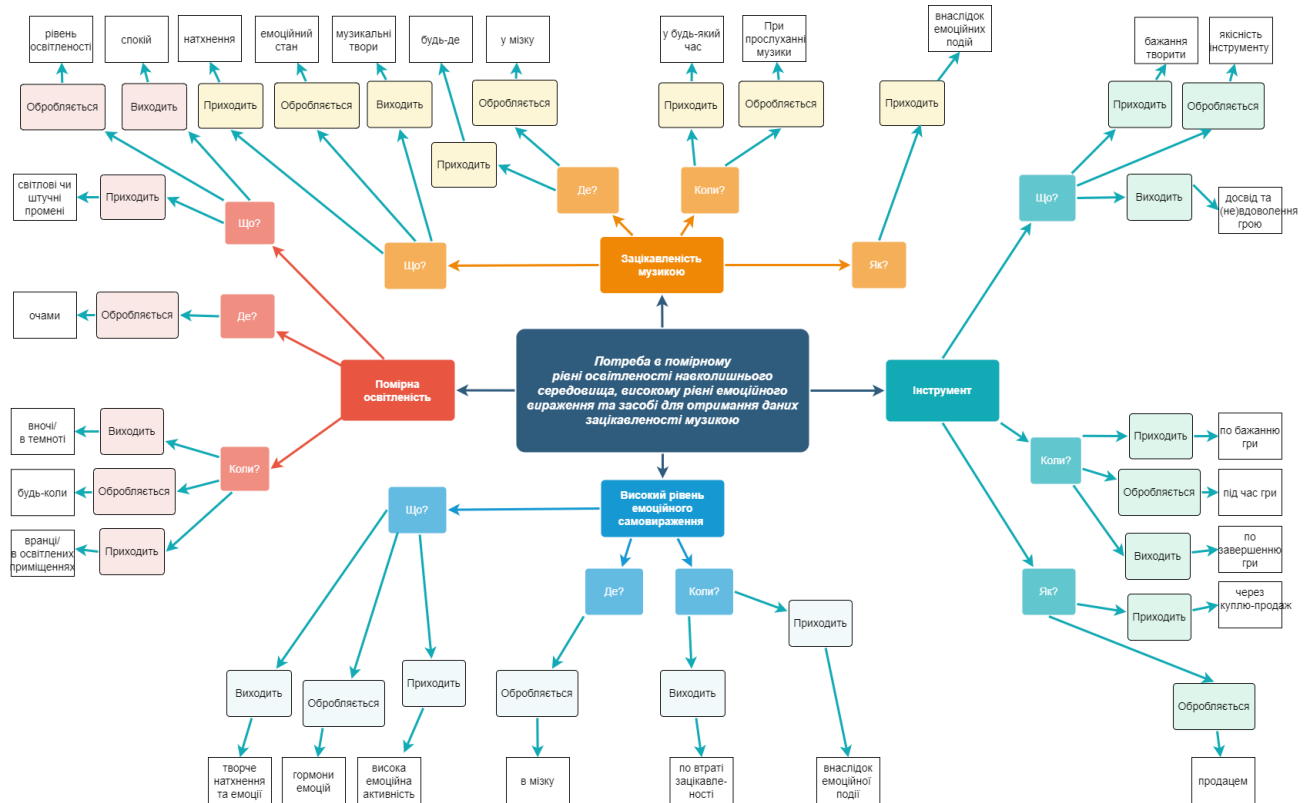 рівень
освітленості
спокій
натхнення
емоційний
стан
музикальні
твори
будь-де
у мізку
у будь-який
час
При
прослуханні
музики
внаслідок
емоційних
подій
бажання
творити
якісність
інструменту
Обробляється
Виходить
Приходить
Обробляється
Виходить
Обробляється
Приходить
Обробляється
Приходить
Приходить
Обробляється
Приходить
світлові чи
штучні
промені
Приходить
Що?
Де?
Коли?
Що?
Виходить
досвід та
(не)вдоволення
грою
Що?
Зацікавленість
музикою
Як?
очами
Обробляється
Де?
Помірна
освітленість
Потреба в помірному
рівні освітленості навколишнього
середовища, високому рівні емоційного
вираження та засобі для отримання даних
зацікавленості музикою
Інструмент
вночі/
в темноті
Виходить
Коли?
будь-коли
Обробляється
вранці/
в освітлених
приміщеннях
Приходить
Коли?
Приходить
по бажанню
гри
Обробляється
під час гри
Виходить
по
завершенню
гри
Як?
Приходить
через
куплю-продаж
Обробляється
продацем
Що?
Високий рівень
емоційного
самовираження
Де?
Коли?
Приходить
Виходить
Обробляється
Приходить
Обробляється
Виходить
творче
натхнення
та емоції
гормони
емоцій
висока
емоційна
активність
в мізку
по втраті
зацікавле-
ності
внаслідок
емоційної
події